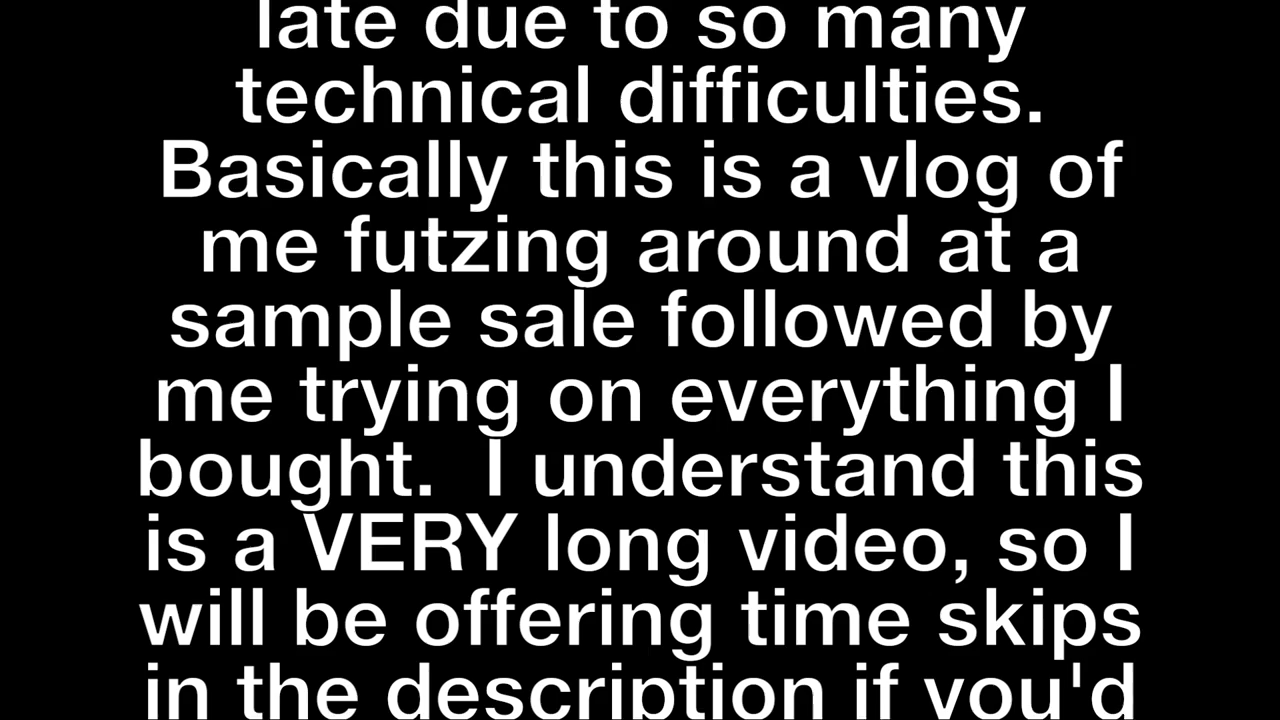 late due to so many
technical difficulties.
Basically this is a vlog of
me futzing around at a
sample sale followed by
me trying on everything I
bought.  I understand this
is a VERY long video, so I
will be offering time skips
in the description if you'd